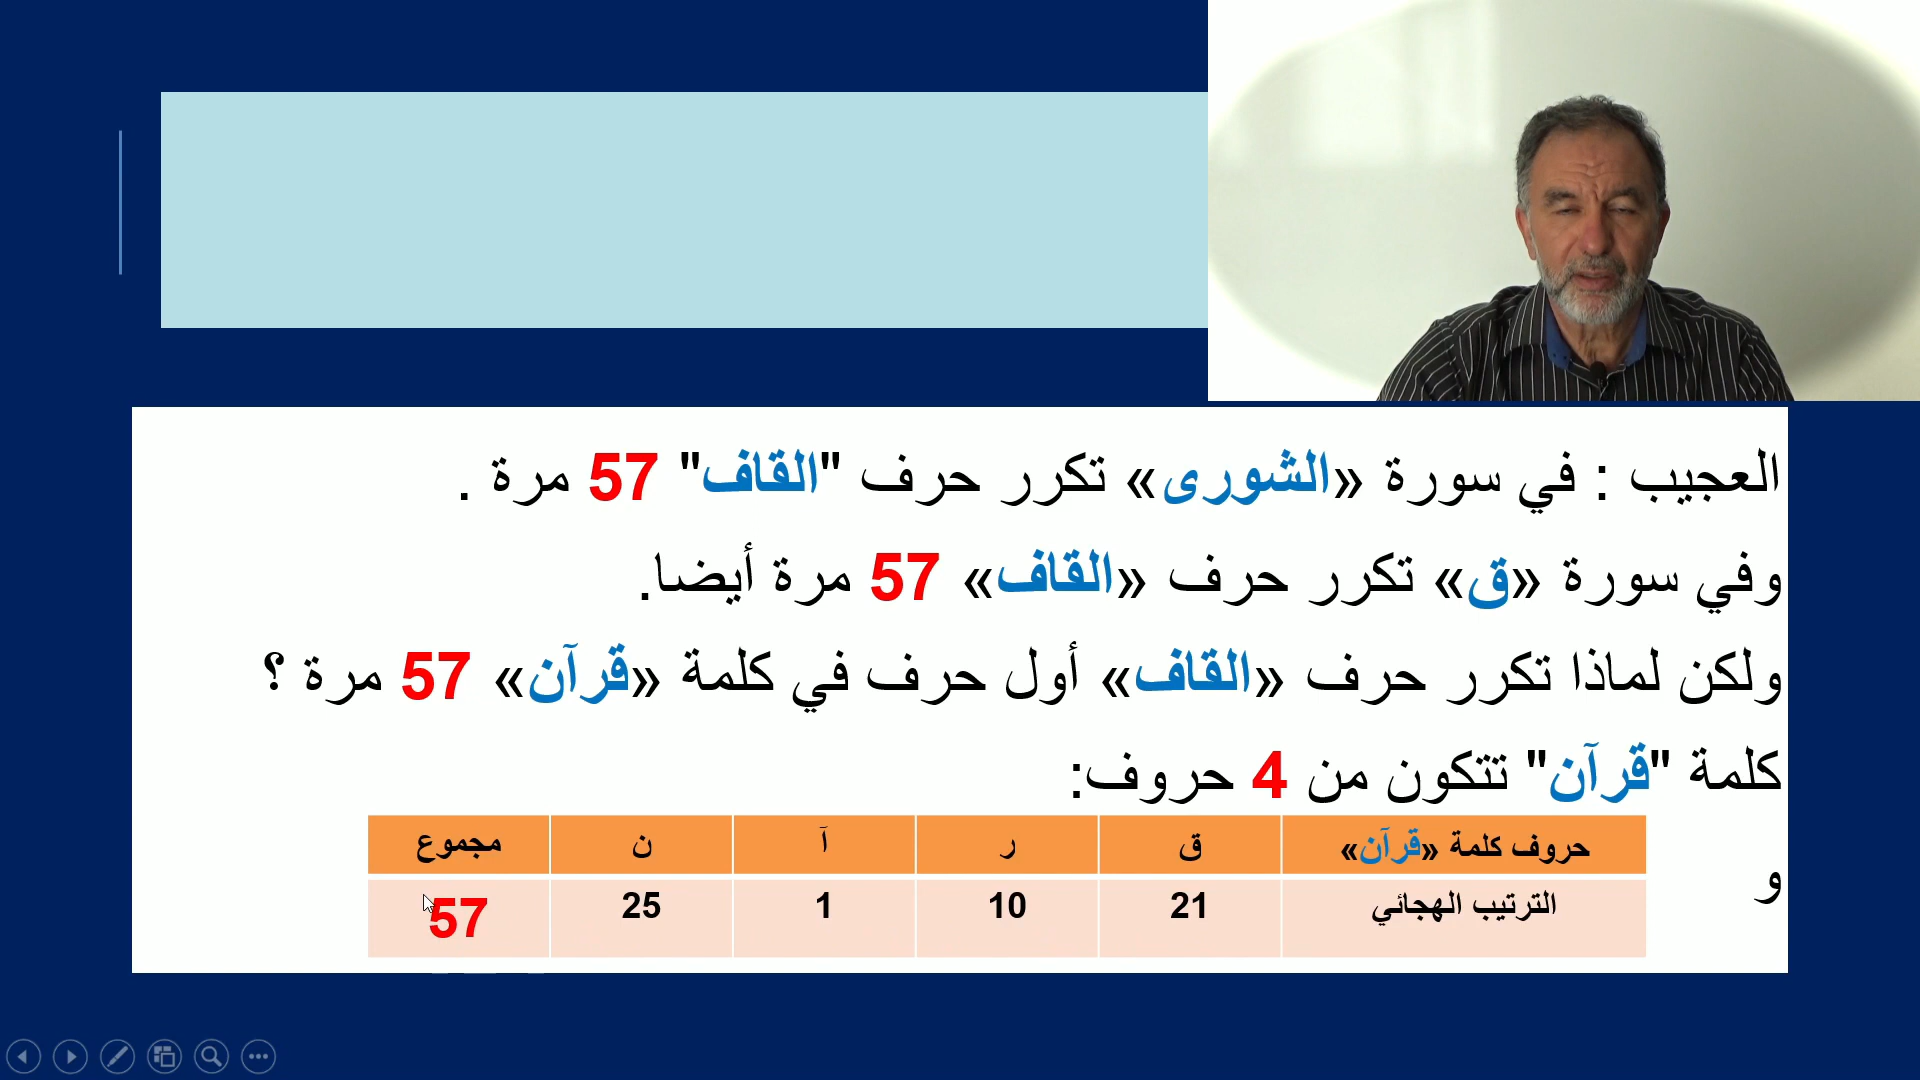 العجيب : في سورة «الشورى» تكرر حرف "القاف" 57 مرة .
وفي سورة «ق» تكرر حرف «القاف» 57 مرة أيضا.
ولكن لماذا تكرر حرف «القاف» أول حرف في كلمة «قرآن» 57 مرة ؟
كلمة "قرآن" تتكون من 4 حروف:
حروف كلمة «قرآن» ق ر آ ن مجموع
و
الترتيب الهجائي 21 10 1 25 57